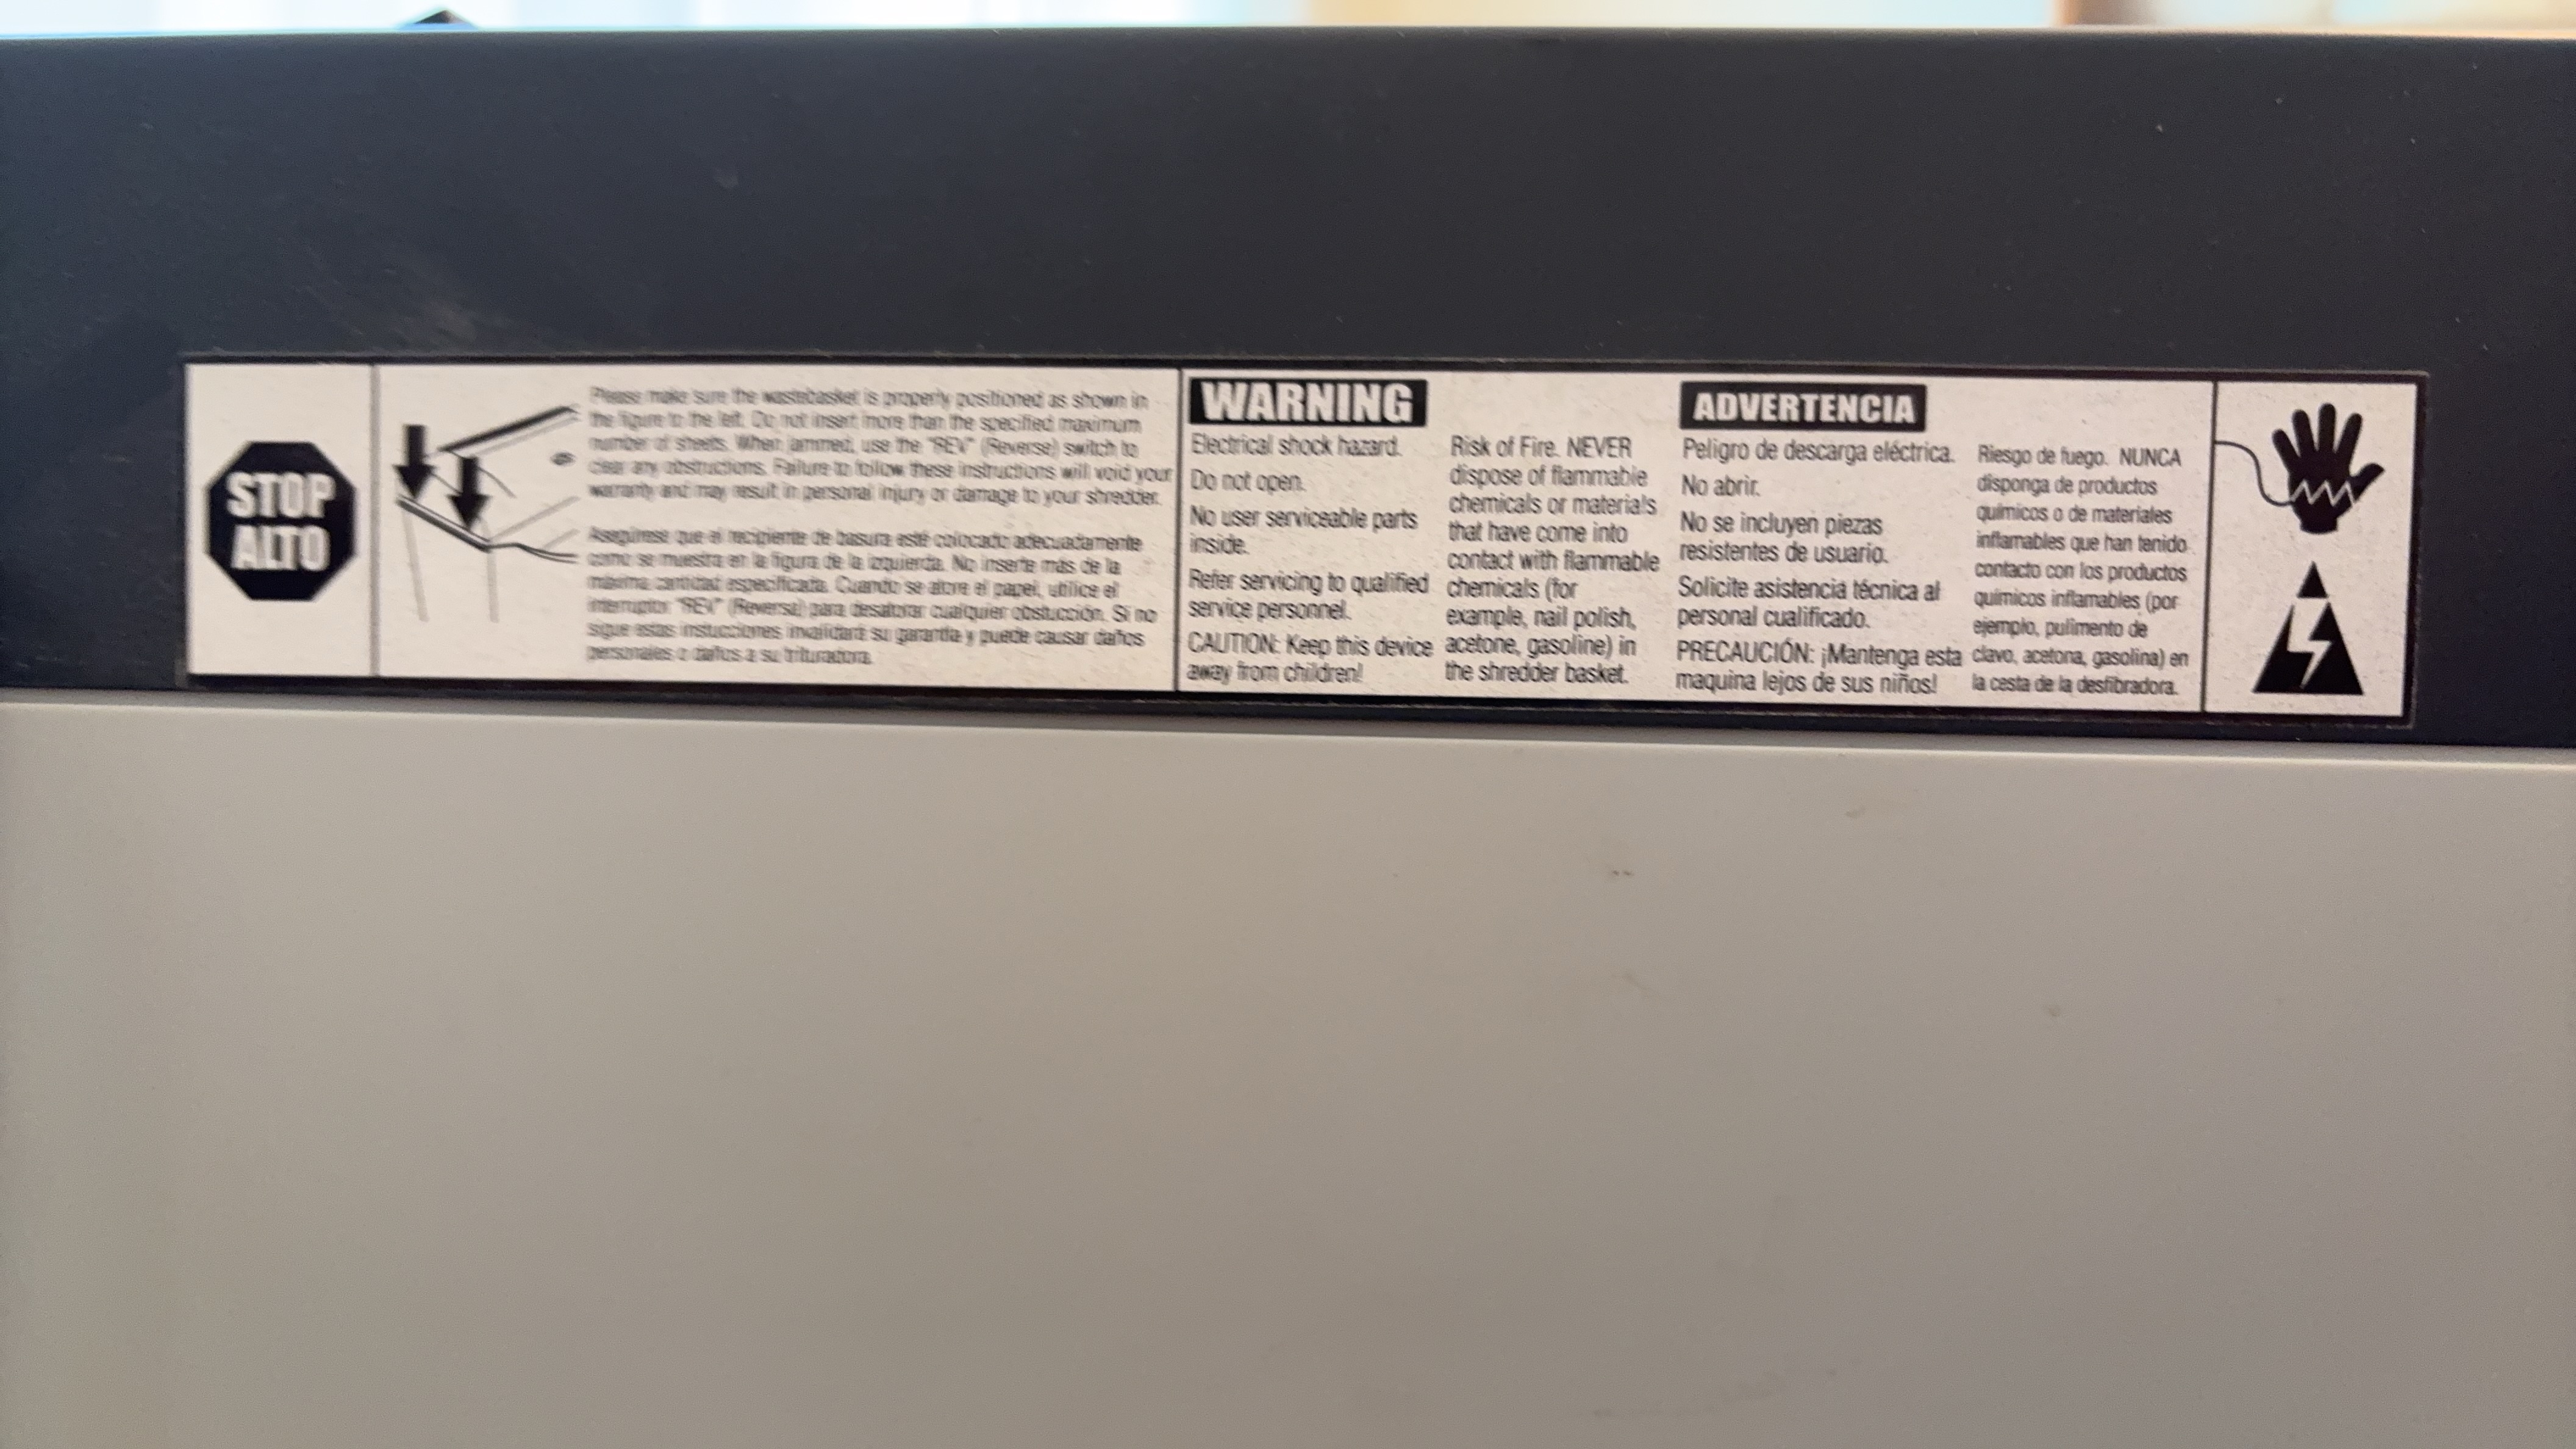 STOP
ALTO
Please make sure the wastebasket is properly positioned as shown in
the figure to the left. Do not insert more than the specified maximum
number of sheets. When jammed, use the "REV" (Reverse) switch to
clear any obstructions. Failure to follow these instructions will void your
warranty and may result in personal injury or damage to your shredder.
Asegúrese que el recipiente de basura esté colocado adecuadamente
como se muestra en la figura de la izquierda. No inserte más de la
máxima cantidad especificada. Cuando se atore el papel, utilice el
interruptor "REV" (Reversa) para desatorar cualquier obstucción. Si no
sigue estas instucciones invalidará su garantía y puede causar daños
personales o daños a su trituradora.
WARNING
Electrical shock hazard.
Do not open.
No user serviceable parts
inside.
Refer servicing to qualified
service personnel.
CAUTION: Keep this device
away from children!
Risk of Fire. NEVER
dispose of flammable
chemicals or materials
that have come into
contact with flammable
chemicals (for
example, nail polish,
acetone, gasoline) in
the shredder basket.
ADVERTENCIA
Peligro de descarga eléctrica.
No abrir.
No se incluyen piezas
resistentes de usuario.
Solicite asistencia técnica al
personal cualificado.
PRECAUCIÓN: ¡Mantenga esta
maquina lejos de sus niños!
Riesgo de fuego. NUNCA
disponga de productos
químicos o de materiales
inflamables que han tenido
contacto con los productos
químicos inflamables (por
ejemplo, pulimento de
clavo, acetona, gasolina) en
la cesta de la desfibradora.